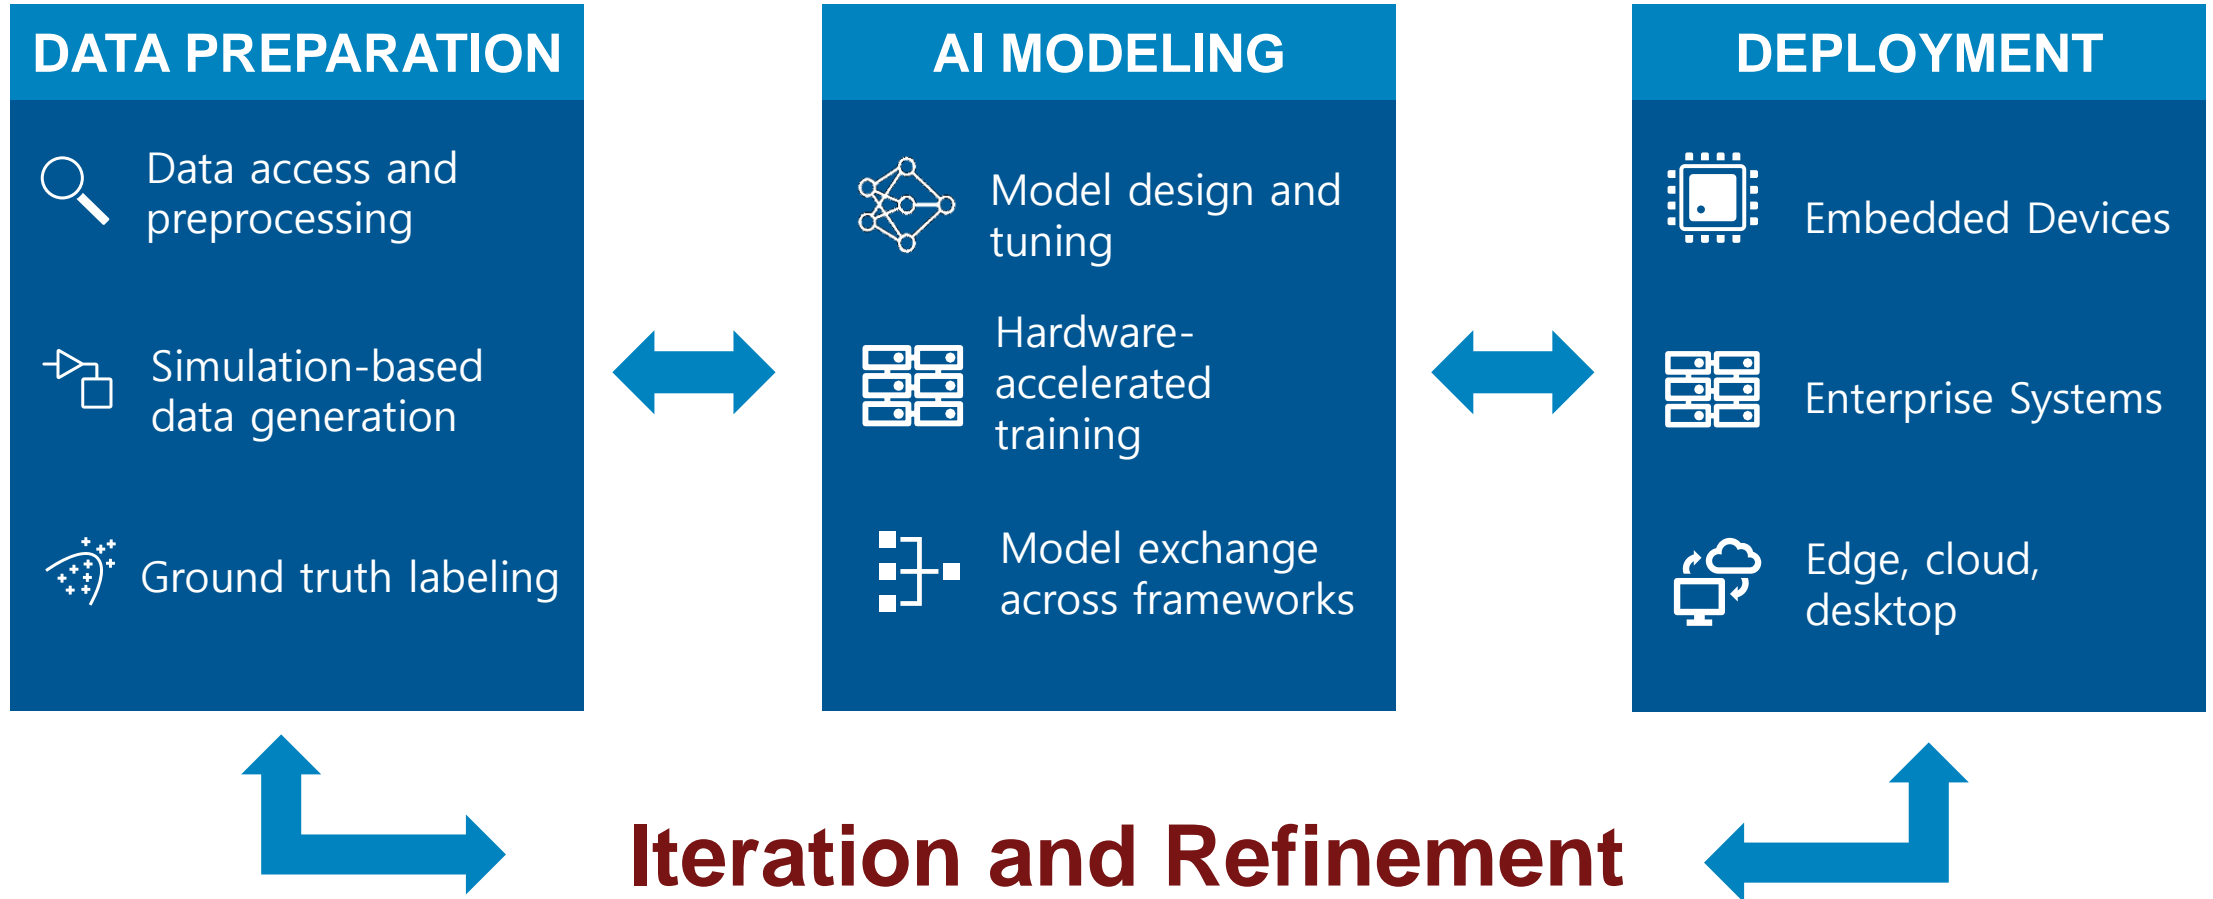 DATA PREPARATION
Data access and
preprocessing
Simulation-based
data generation
Ground truth labeling
AI MODELING
Model design and
tuning
Hardware-
accelerated
training
Model exchange
across frameworks
DEPLOYMENT
Embedded Devices
Enterprise Systems
Edge, cloud,
desktop
Iteration and Refinement